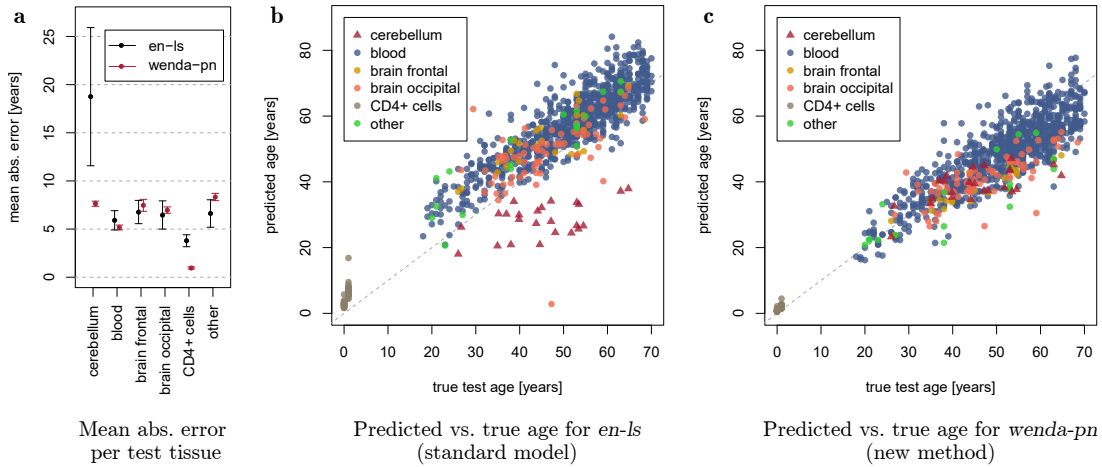 a
mean abs. error [years]
25
20
15
10
5
0
en−ls
wenda−pn
cerebellum
blood
brain frontal
brain occipital
CD4+ cells
other
Mean abs. error
per test tissue
b
predicted age [years]
80
60
40
20
0
cerebellum
blood
brain frontal
brain occipital
CD4+ cells
other
0 10 20 30 40 50 60 70
true test age [years]
Predicted vs. true age for en-ls
(standard model)
c
predicted age [years]
80
60
40
20
0
cerebellum
blood
brain frontal
brain occipital
CD4+ cells
other
0 10 20 30 40 50 60 70
true test age [years]
Predicted vs. true age for wenda-pn
(new method)